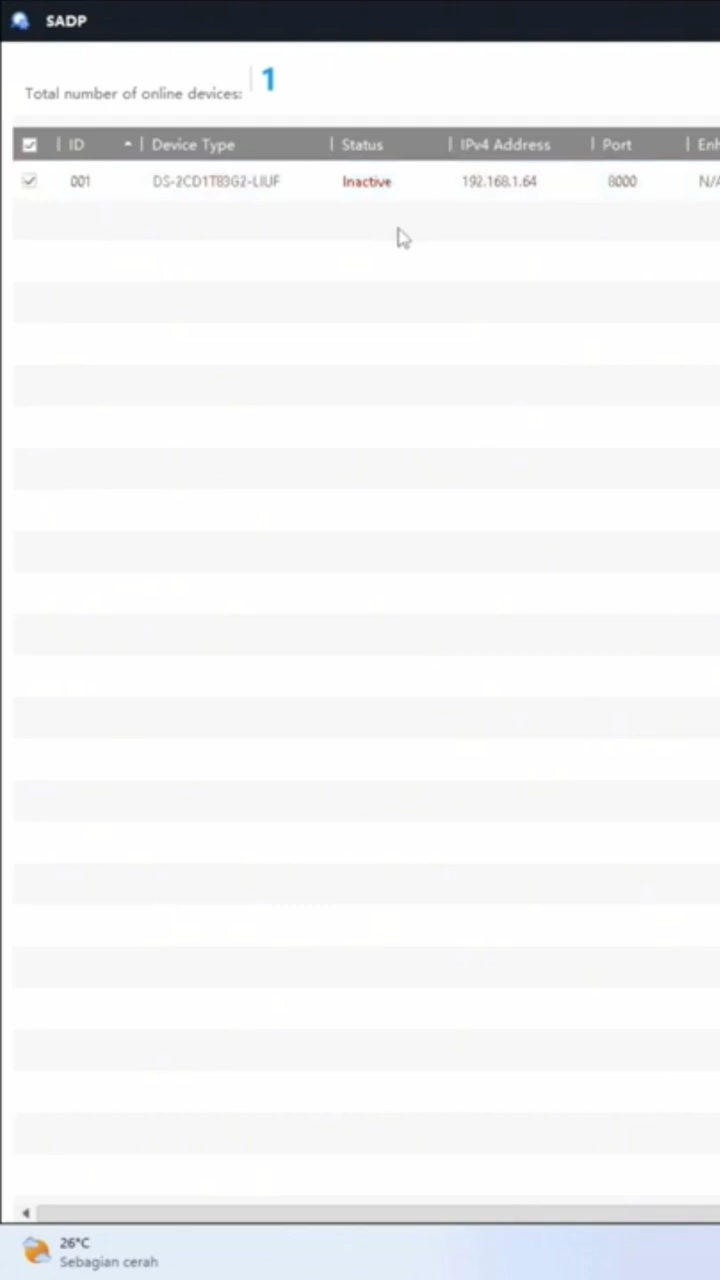 SADP
Total number of online devices: 1
ID Device Type Status IPv4 Address Port Enh
001 DS-2CD1T83G2-LIUF Inactive 192.168.1.64 8000 N/A
26°C
Sebagian cerah